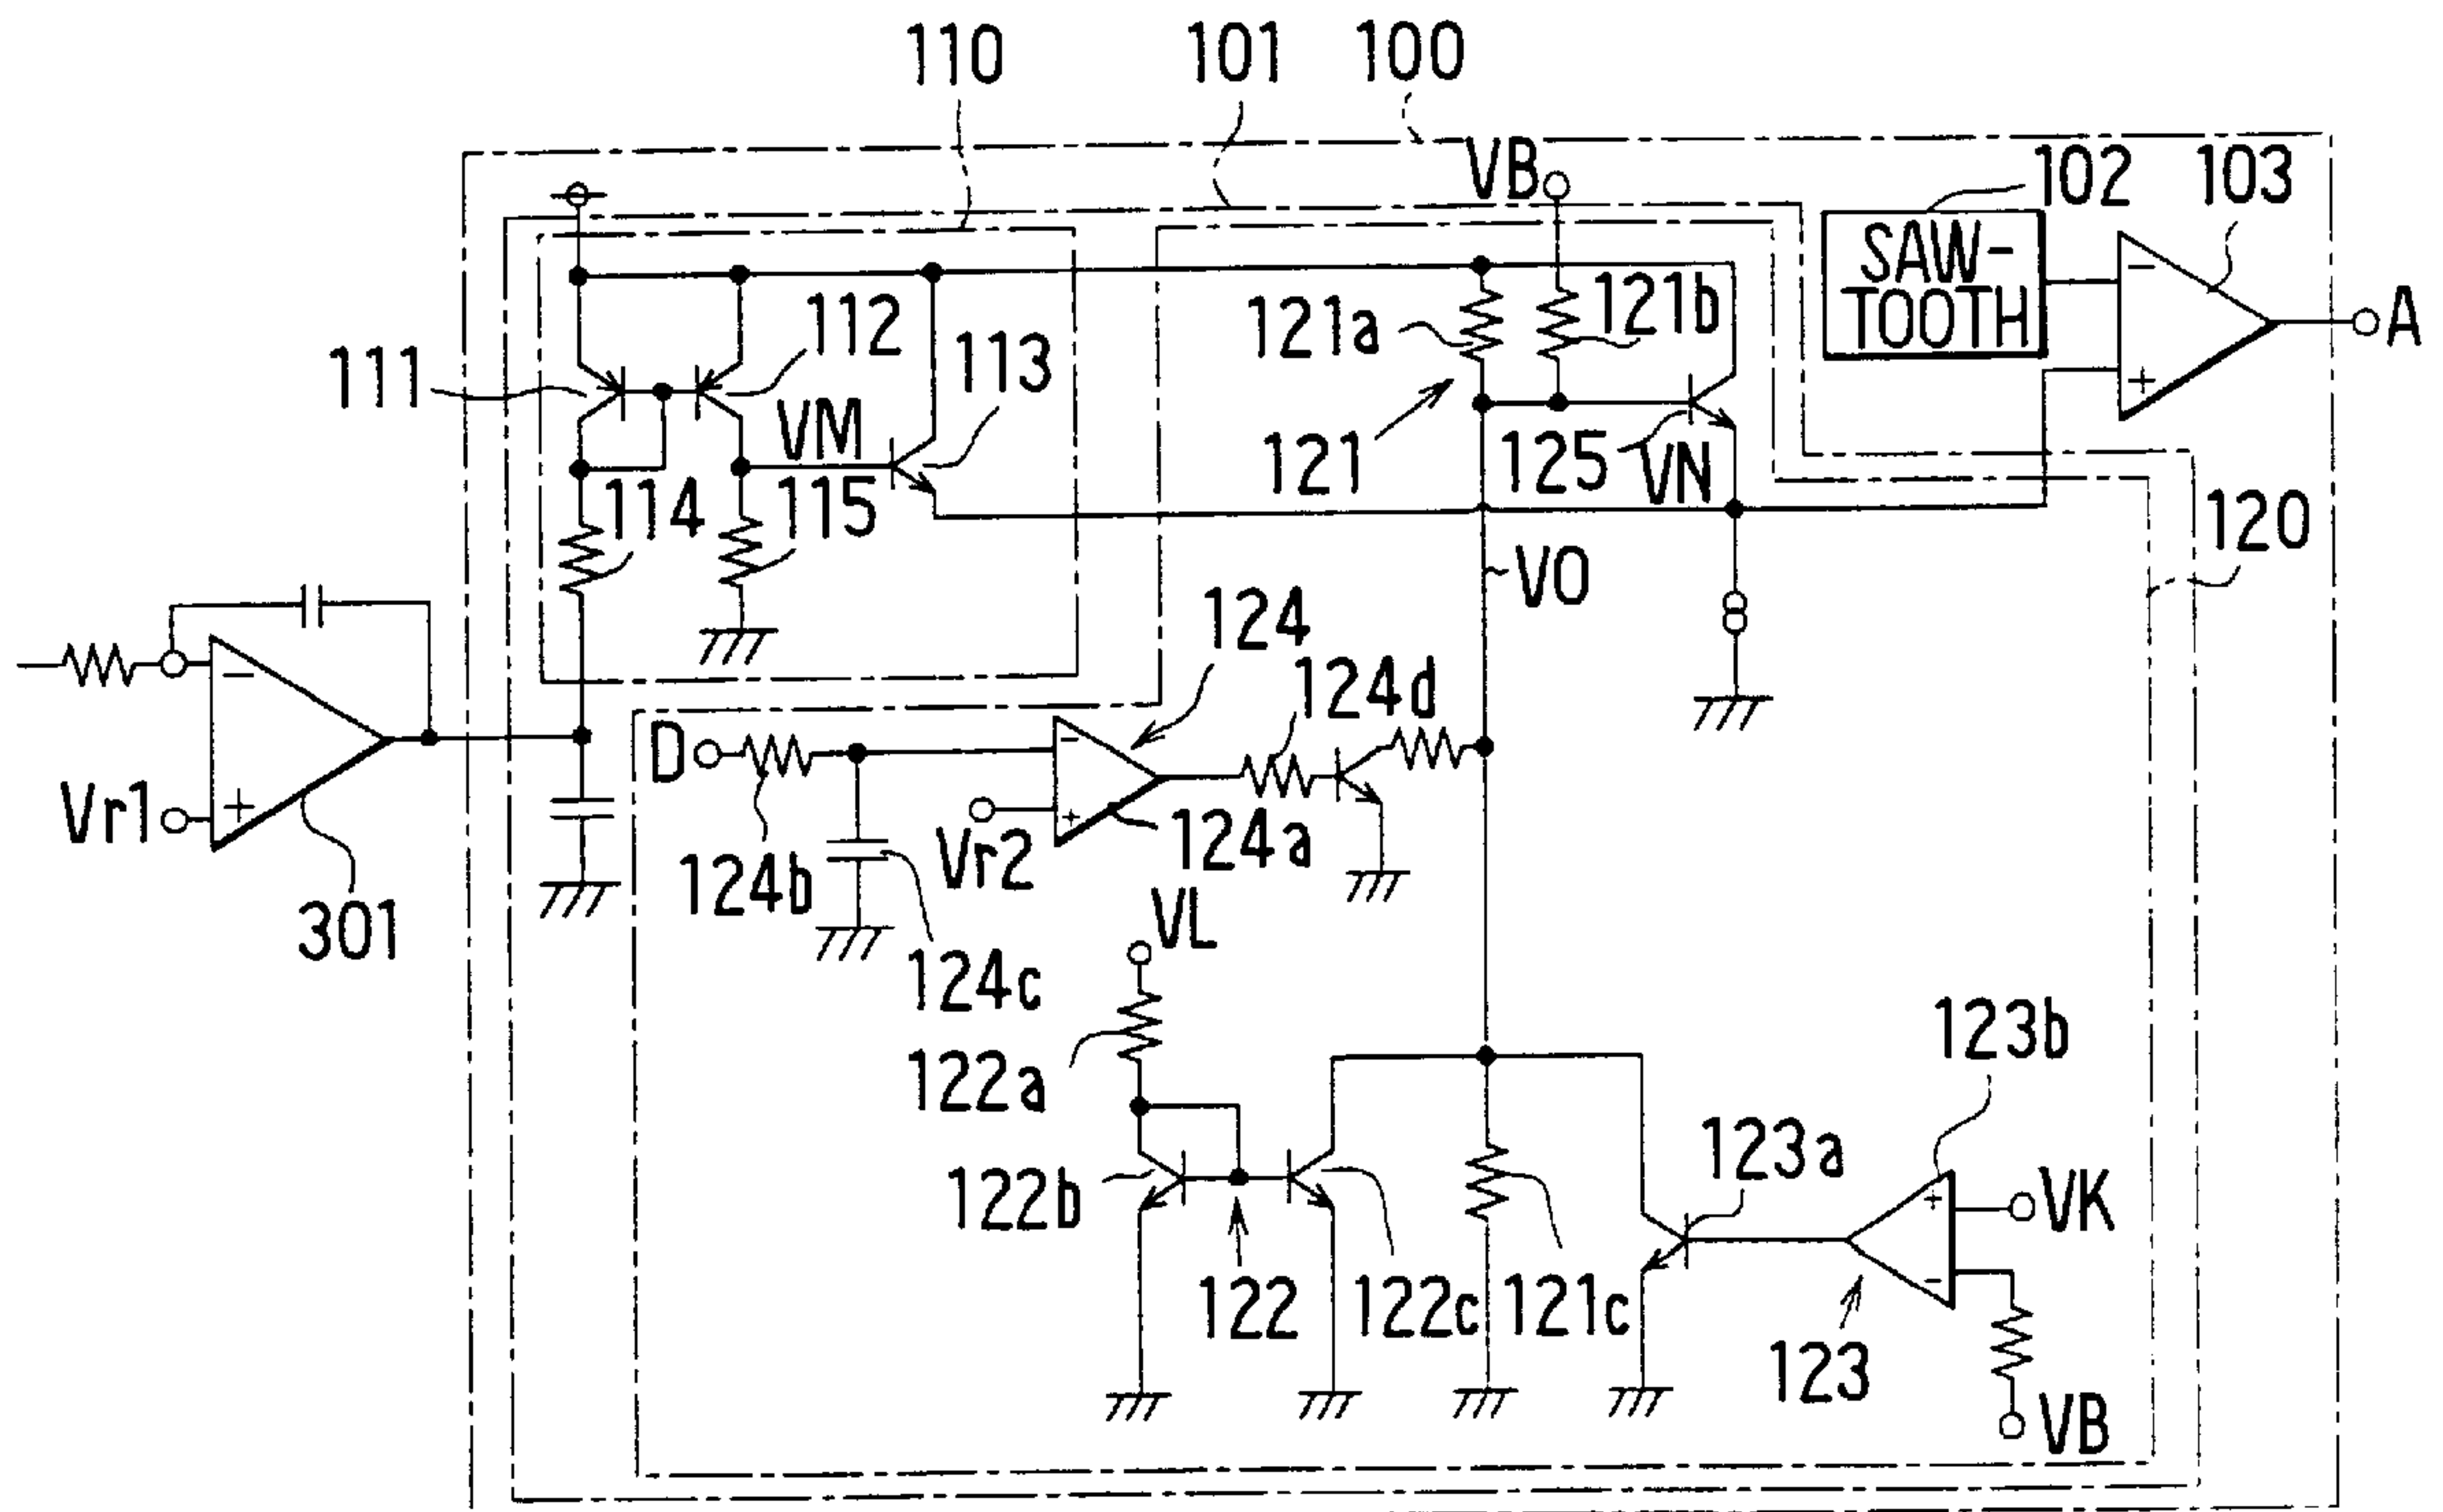 110
101
100
VB
102
103
SAW-
TOOTH
−
+
A
121a
121b
112
111
113
VM
121
125
VN
114
115
120
VO
124
124d
−
+
Vr1
301
D
−
+
124a
124b
Vr2
124c
VL
122a
123b
123a
122b
+
−
VK
122
122c
121c
123
VB